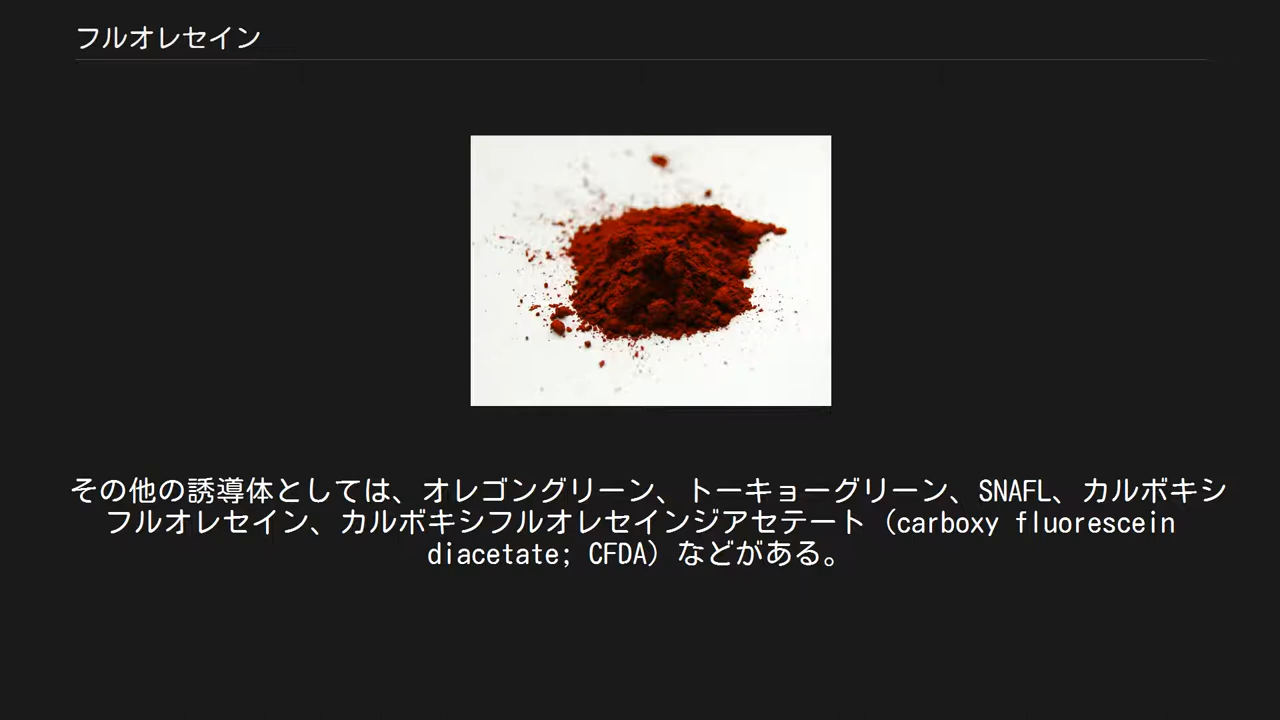 フルオレセイン
その他の誘導体としては、オレゴングリーン、トーキョーグリーン、SNAFL、カルボキシ
フルオレセイン、カルボキシフルオレセインジアセテート（carboxy fluorescein
diacetate; CFDA）などがある。